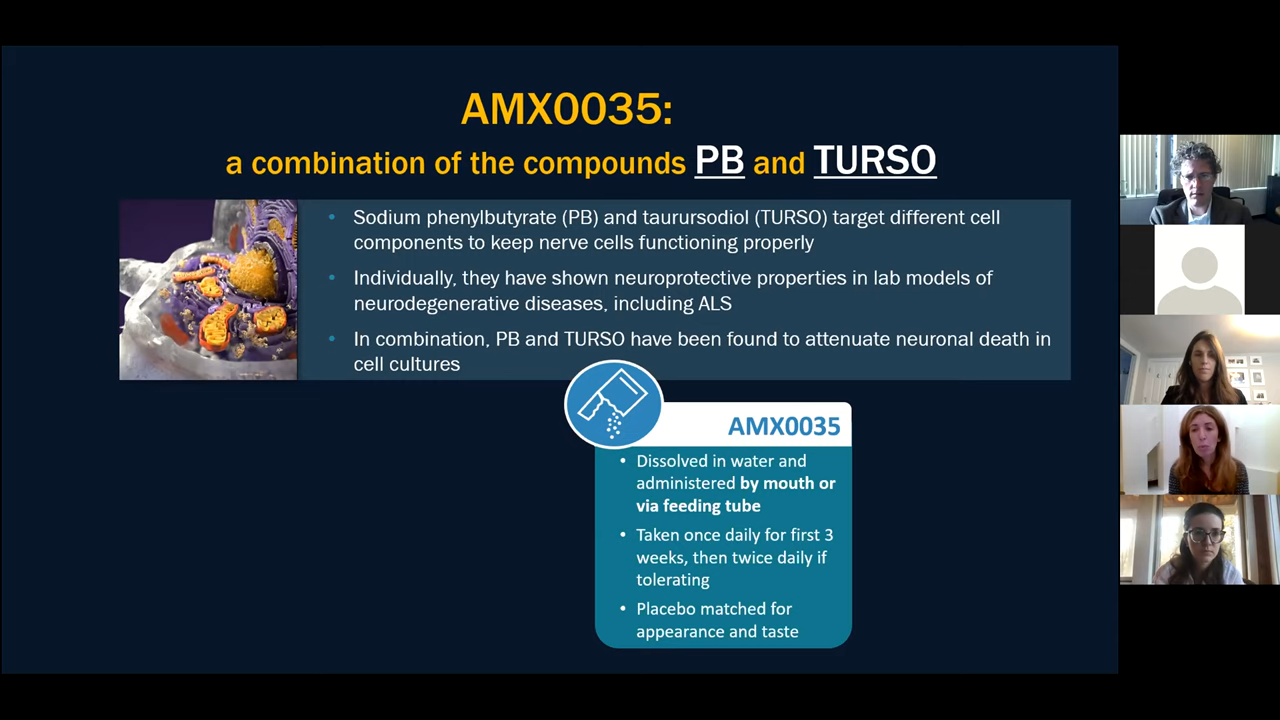 AMX0035:
a combination of the compounds PB and TURSO
• Sodium phenylbutyrate (PB) and taurursodiol (TURSO) target different cell
components to keep nerve cells functioning properly
• Individually, they have shown neuroprotective properties in lab models of
neurodegenerative diseases, including ALS
• In combination, PB and TURSO have been found to attenuate neuronal death in
cell cultures
AMX0035
• Dissolved in water and
administered by mouth or
via feeding tube
• Taken once daily for first 3
weeks, then twice daily if
tolerating
• Placebo matched for
appearance and taste